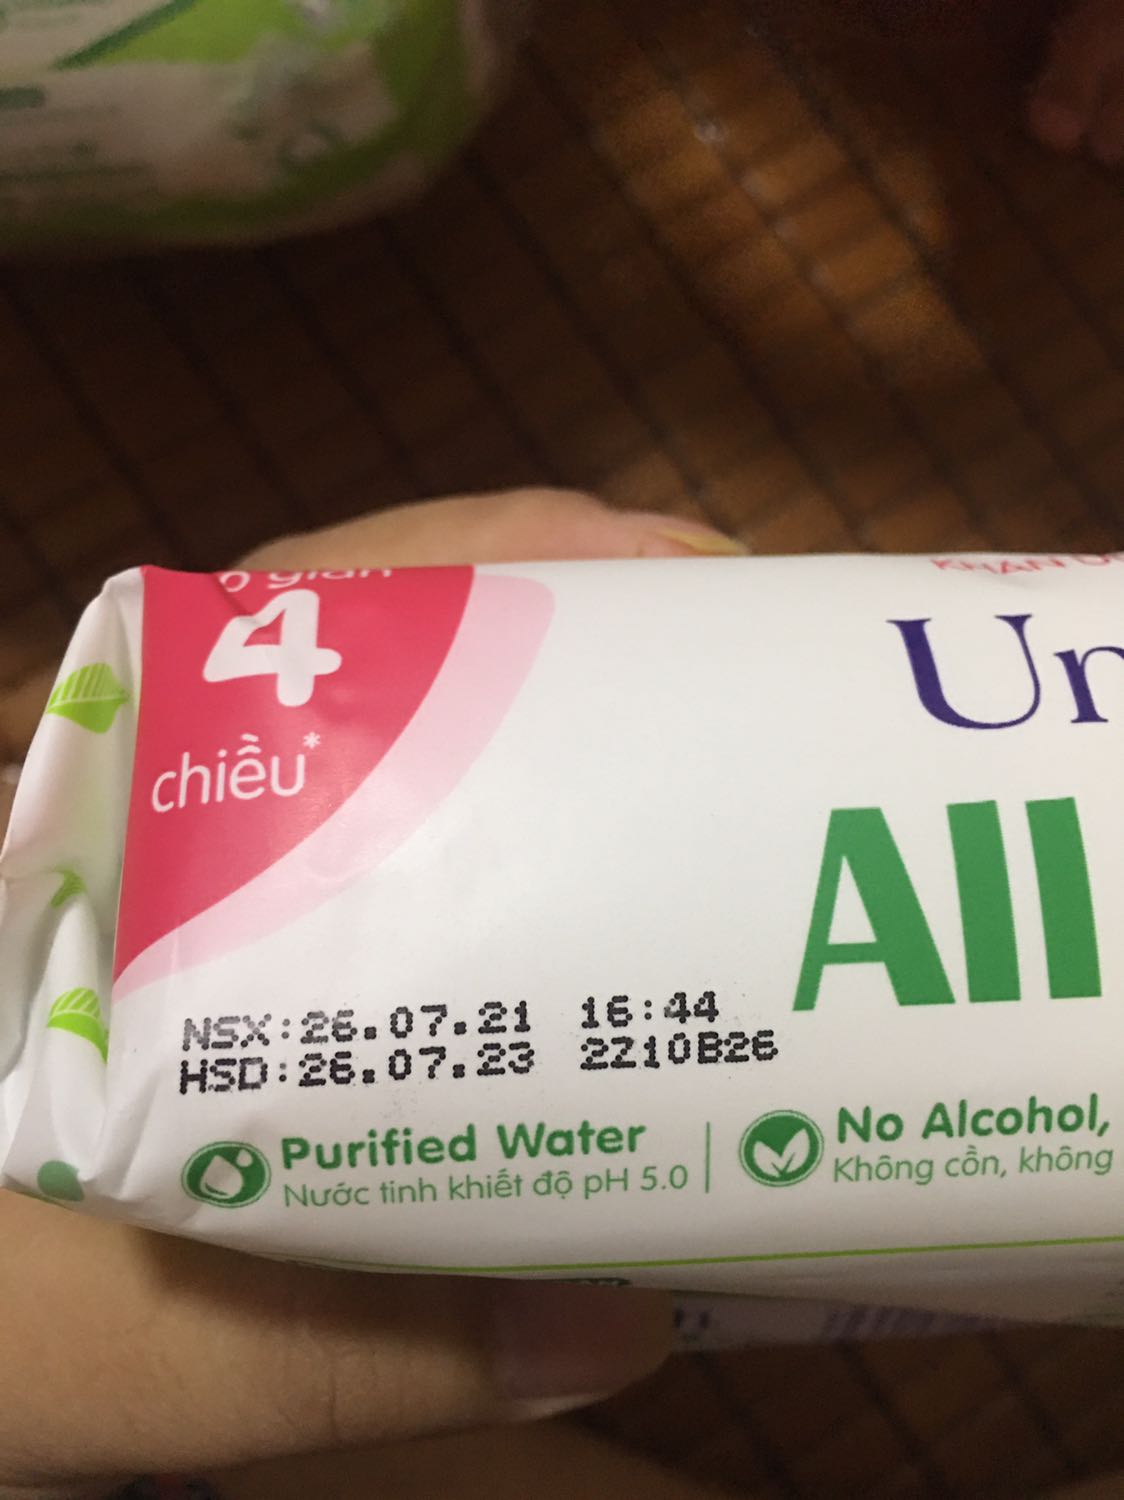 4
chiều*
All
NSX:26.07.21 16:44
HSD:26.07.23 2Z10B26
Purified Water
Nước tinh khiết độ pH 5.0
No Alcohol,
Không cồn, không